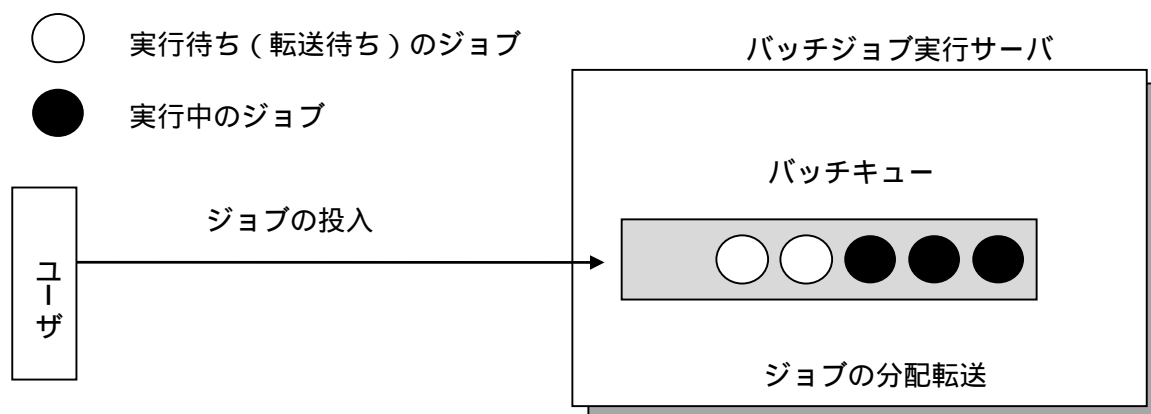 実行待ち(転送待ち)のジョブ
バッチジョブ実行サーバ
実行中のジョブ
バッチキュー
ジョブの投入
ユーザ
ジョブの分配転送